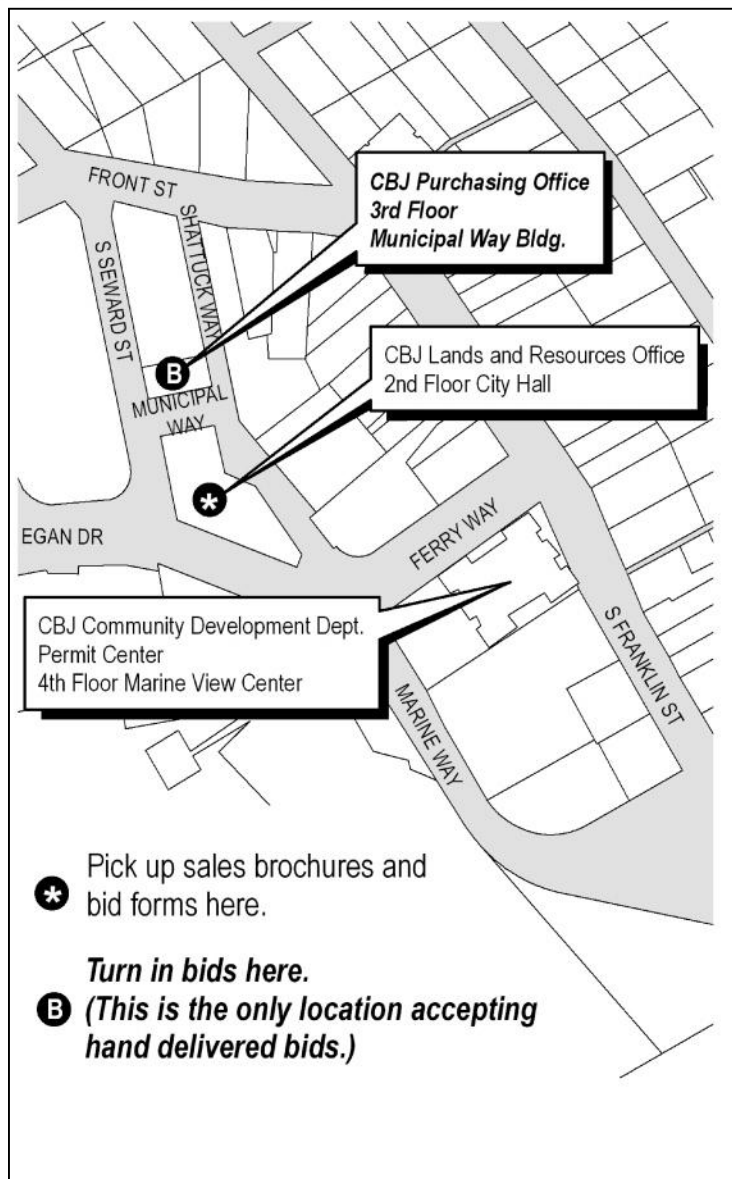 FRONT ST
SHATTUCK WAY
S SEWARD ST
CBJ Purchasing Office
3rd Floor
Municipal Way Bldg.
B
MUNICIPAL
WAY
CBJ Lands and Resources Office
2nd Floor City Hall
*
EGAN DR
FERRY WAY
CBJ Community Development Dept.
Permit Center
4th Floor Marine View Center
S FRANKLIN ST
MARINE WAY
* Pick up sales brochures and
bid forms here.
Turn in bids here.
B (This is the only location accepting
hand delivered bids.)